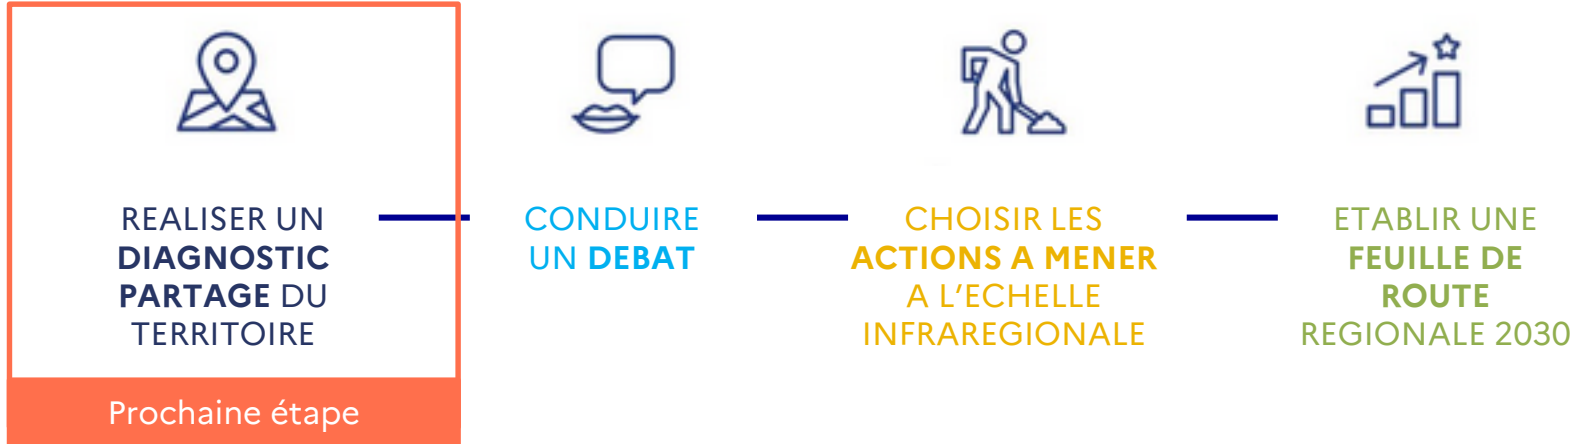 REALISER UN
DIAGNOSTIC
PARTAGE DU
TERRITOIRE
Prochaine étape
CONDUIRE
UN DEBAT
CHOISIR LES
ACTIONS A MENER
A L’ECHELLE
INFRAREGIONALE
ETABLIR UNE
FEUILLE DE
ROUTE
REGIONALE 2030